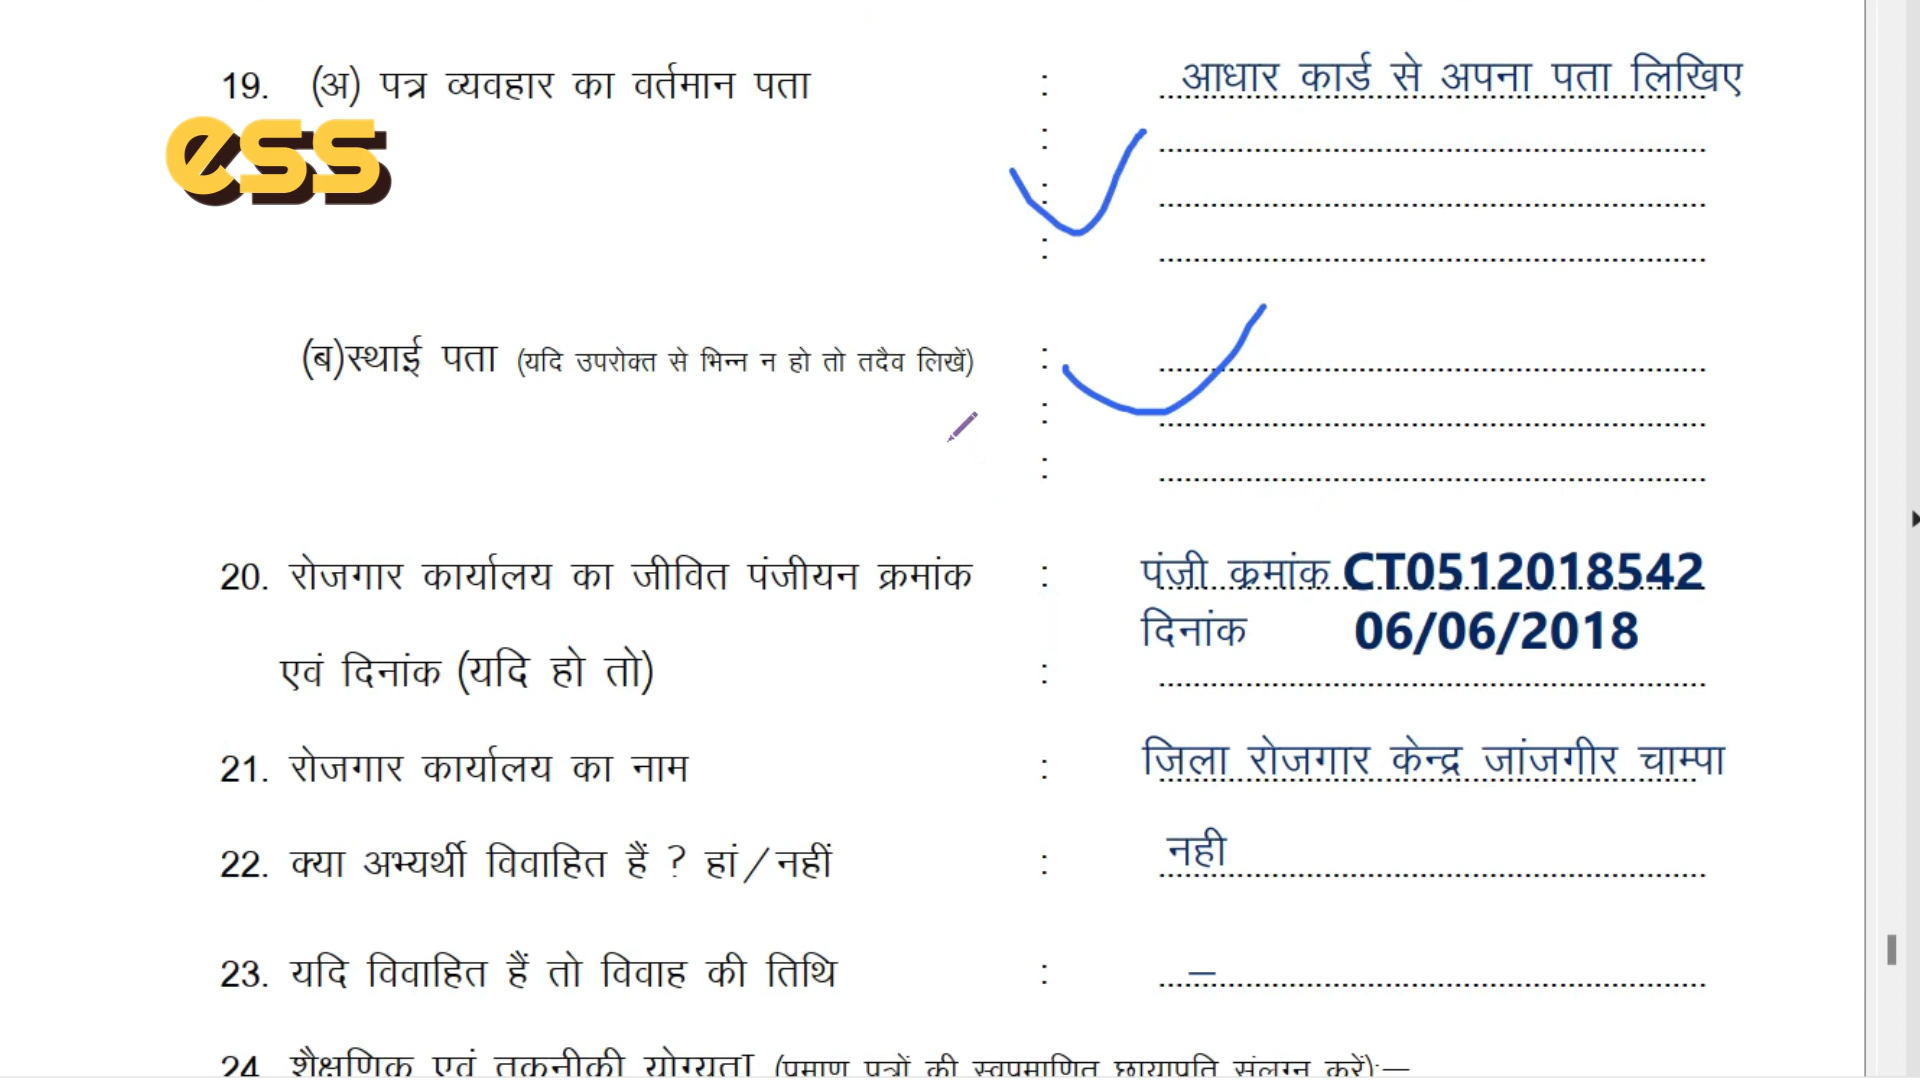 19. (अ) पत्र व्यवहार का वर्तमान पता : आधार कार्ड से अपना पता लिखिए
ess
(ब)स्थाई पता (यदि उपरोक्त से भिन्न न हो तो तदैव लिखें) :
20. रोजगार कार्यालय का जीवित पंजीयन क्रमांक : पंजी क्रमांक CT0512018542
दिनांक 06/06/2018
एवं दिनांक (यदि हो तो) :
21. रोजगार कार्यालय का नाम : जिला रोजगार केन्द्र जांजगीर चाम्पा
22. क्या अभ्यर्थी विवाहित हैं ? हां/नहीं : नही
23. यदि विवाहित हैं तो विवाह की तिथि : –
24. शैक्षणिक एवं तकनीकी योग्यता (प्रमाण पत्रों की स्वप्रमाणित छायाप्रति संलग्न करें):–